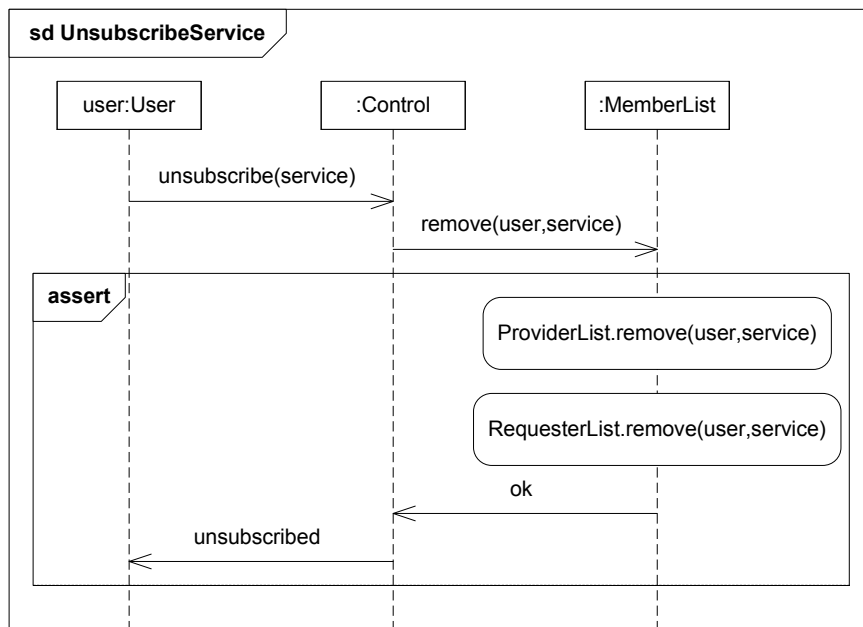 sd UnsubscribeService
user:User
:Control
:MemberList
unsubscribe(service)
remove(user,service)
assert
ProviderList.remove(user,service)
RequesterList.remove(user,service)
ok
unsubscribed